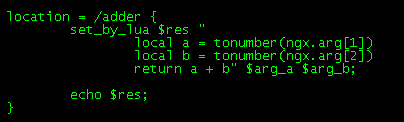 location = /adder {
set_by_lua $res "
local a = tonumber(ngx.arg[1])
local b = tonumber(ngx.arg[2])
return a + b" $arg_a $arg_b;
echo $res;
}